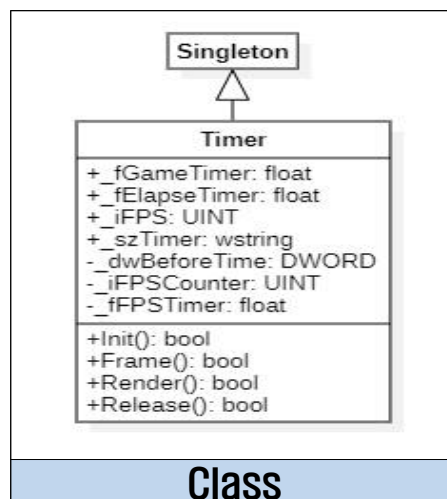 Singleton
Timer
+_fGameTimer: float
+_fElapseTimer: float
+_iFPS: UINT
+_szTimer: wstring
-_dwBeforeTime: DWORD
-_iFPSCounter: UINT
-_fFPSTimer: float
+Init(): bool
+Frame(): bool
+Render(): bool
+Release(): bool
Class